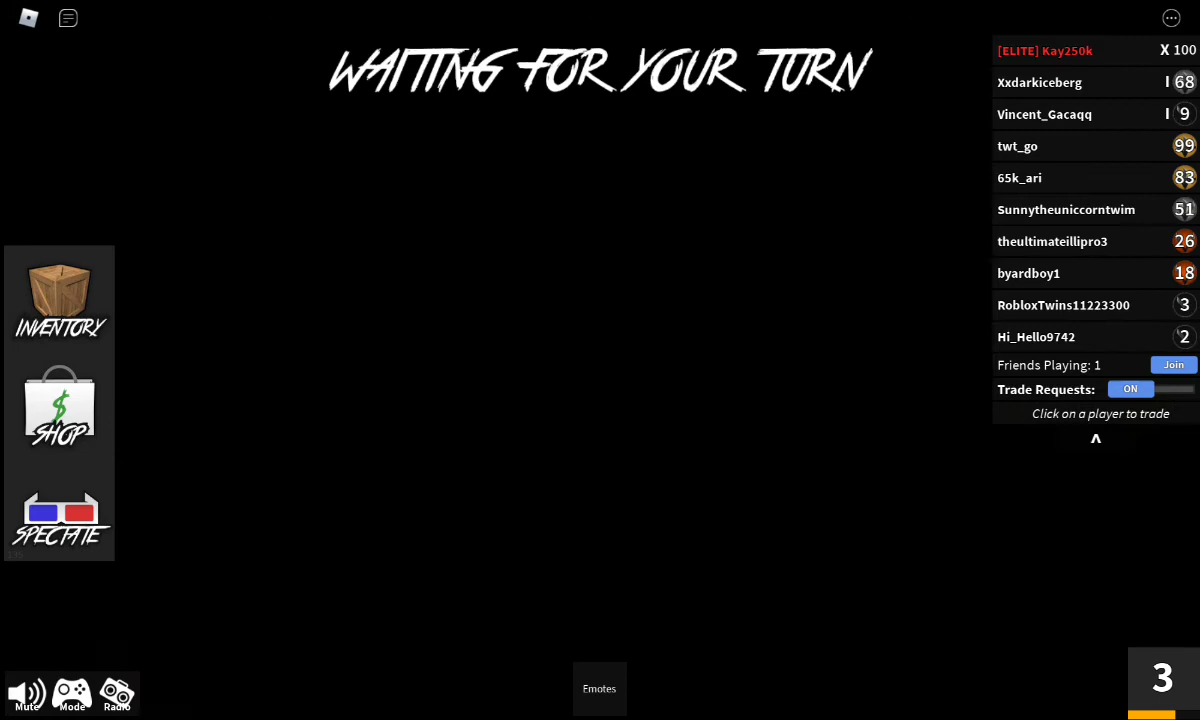 WAITING FOR YOUR TURN
[ELITE] Kay250k X 100
Xxdarkiceberg I 68
Vincent_Gacaqq I 9
twt_go 99
65k_ari 83
Sunnytheuniccorntwim 51
theultimateillipro3 26
byardboy1 18
RobloxTwins11223300 3
Hi_Hello9742 2
Friends Playing: 1 Join
Trade Requests: ON
Click on a player to trade
INVENTORY
SHOP
SPECTATE
135
Mute Mode Radio
Emotes
3